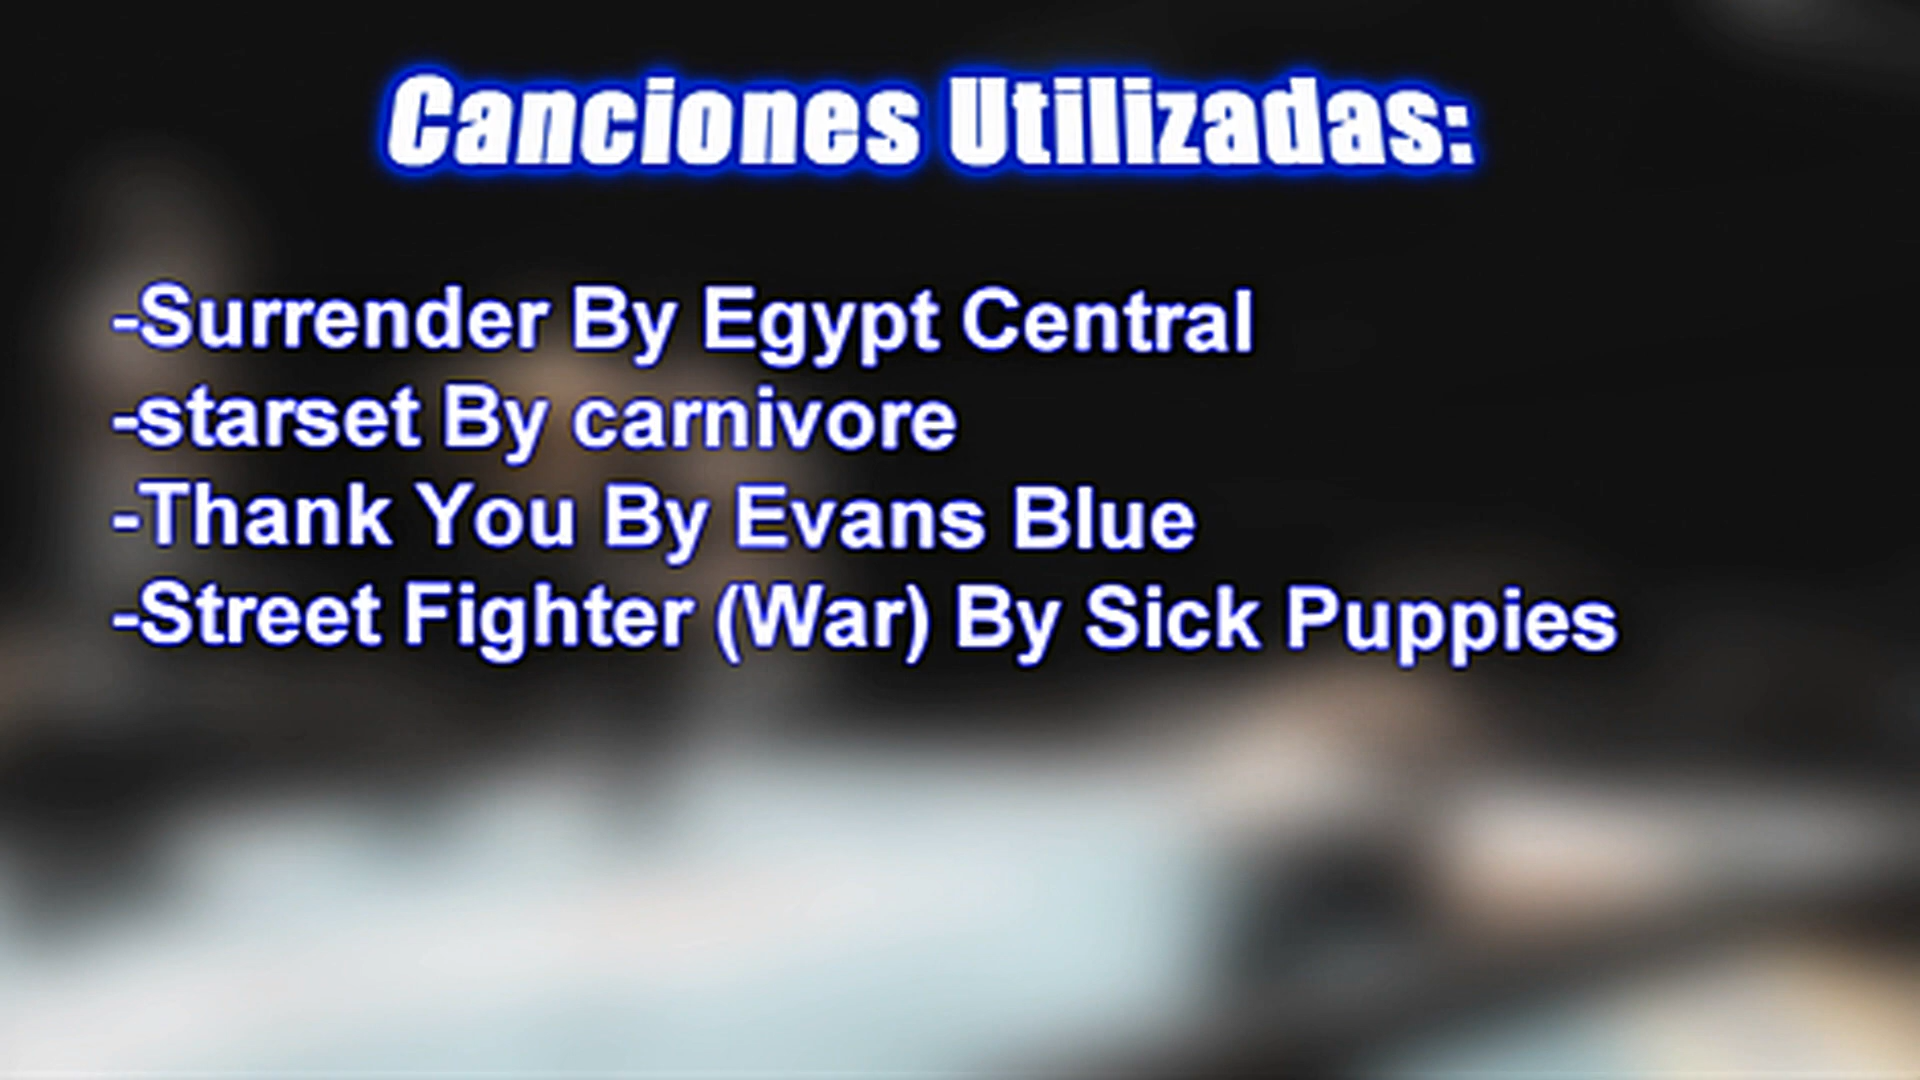 Canciones Utilizadas:
-Surrender By Egypt Central
-starset By carnivore
-Thank You By Evans Blue
-Street Fighter (War) By Sick Puppies